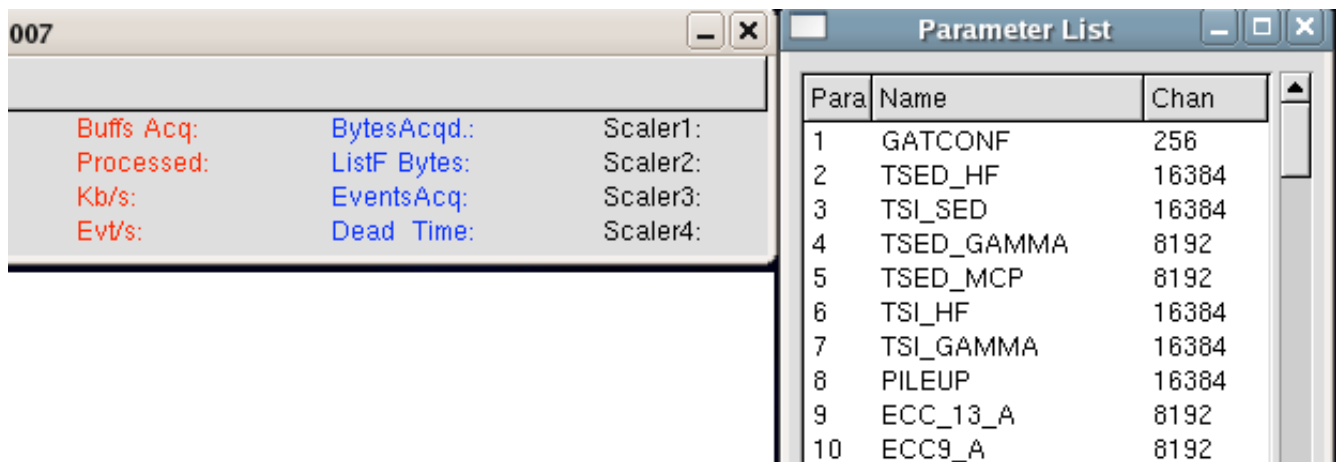 007
Buffs Acq: BytesAcqd.: Scaler1:
Processed: ListF Bytes: Scaler2:
Kb/s: EventsAcq: Scaler3:
Evt/s: Dead Time: Scaler4:
Parameter List
Para Name Chan
1 GATCONF 256
2 TSED_HF 16384
3 TSI_SED 16384
4 TSED_GAMMA 8192
5 TSED_MCP 8192
6 TSI_HF 16384
7 TSI_GAMMA 16384
8 PILEUP 16384
9 ECC_13_A 8192
10 ECC9_A 8192